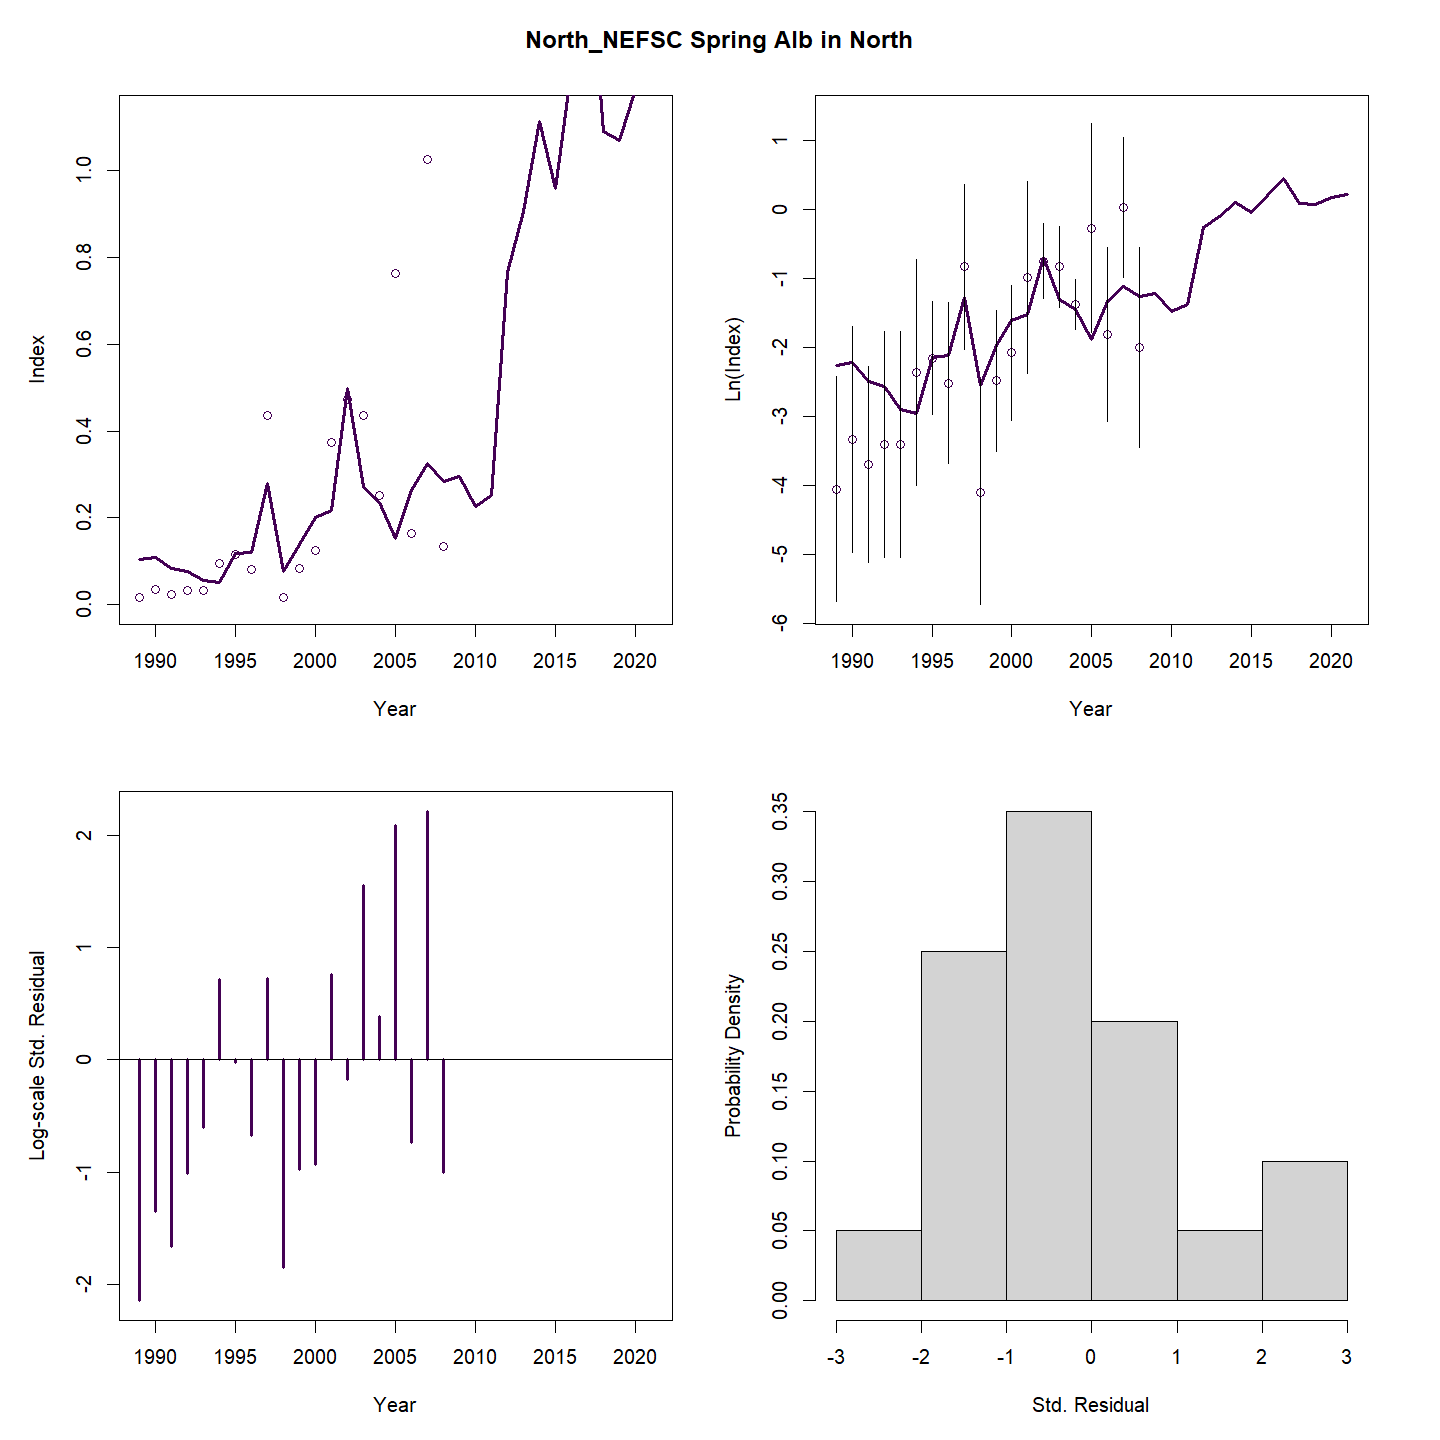 North_NEFSC Spring Alb in North
Index
0.0 0.2 0.4 0.6 0.8 1.0
1990 1995 2000 2005 2010 2015 2020
Year
Ln(Index)
-6 -5 -4 -3 -2 -1 0 1
1990 1995 2000 2005 2010 2015 2020
Year
Log-scale Std. Residual
-2 -1 0 1 2
1990 1995 2000 2005 2010 2015 2020
Year
Probability Density
0.00 0.05 0.10 0.15 0.20 0.25 0.30 0.35
-3 -2 -1 0 1 2 3
Std. Residual